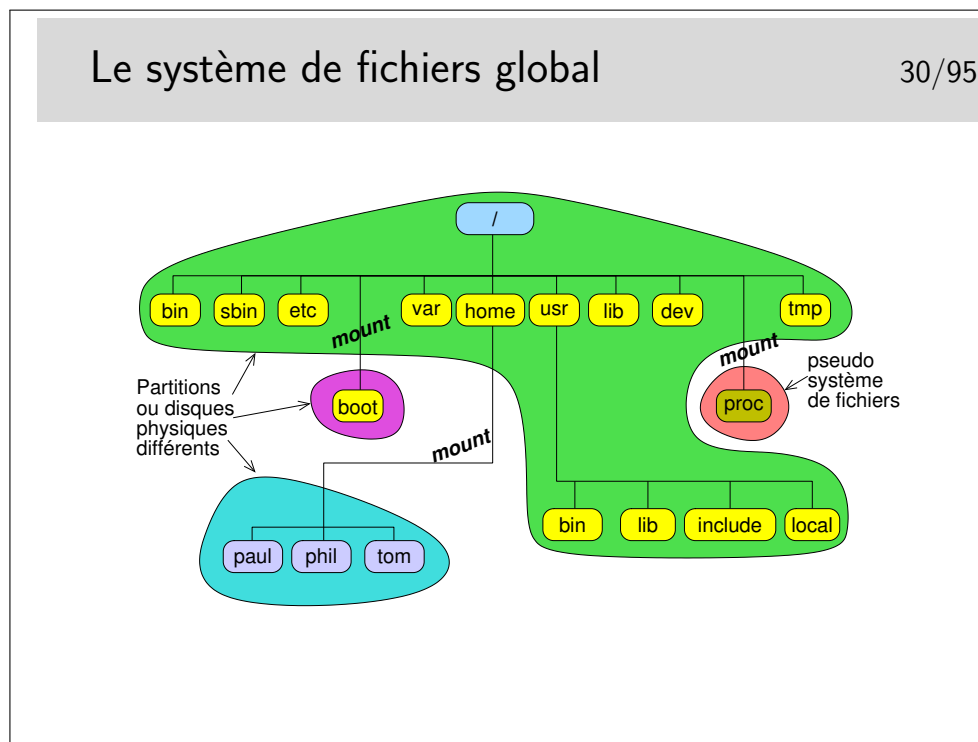 Le système de fichiers global 30/95
/
bin sbin etc var home usr lib dev tmp
mount
mount
pseudo
système
de fichiers
Partitions
ou disques
physiques
différents
boot
proc
mount
bin lib include local
paul phil tom